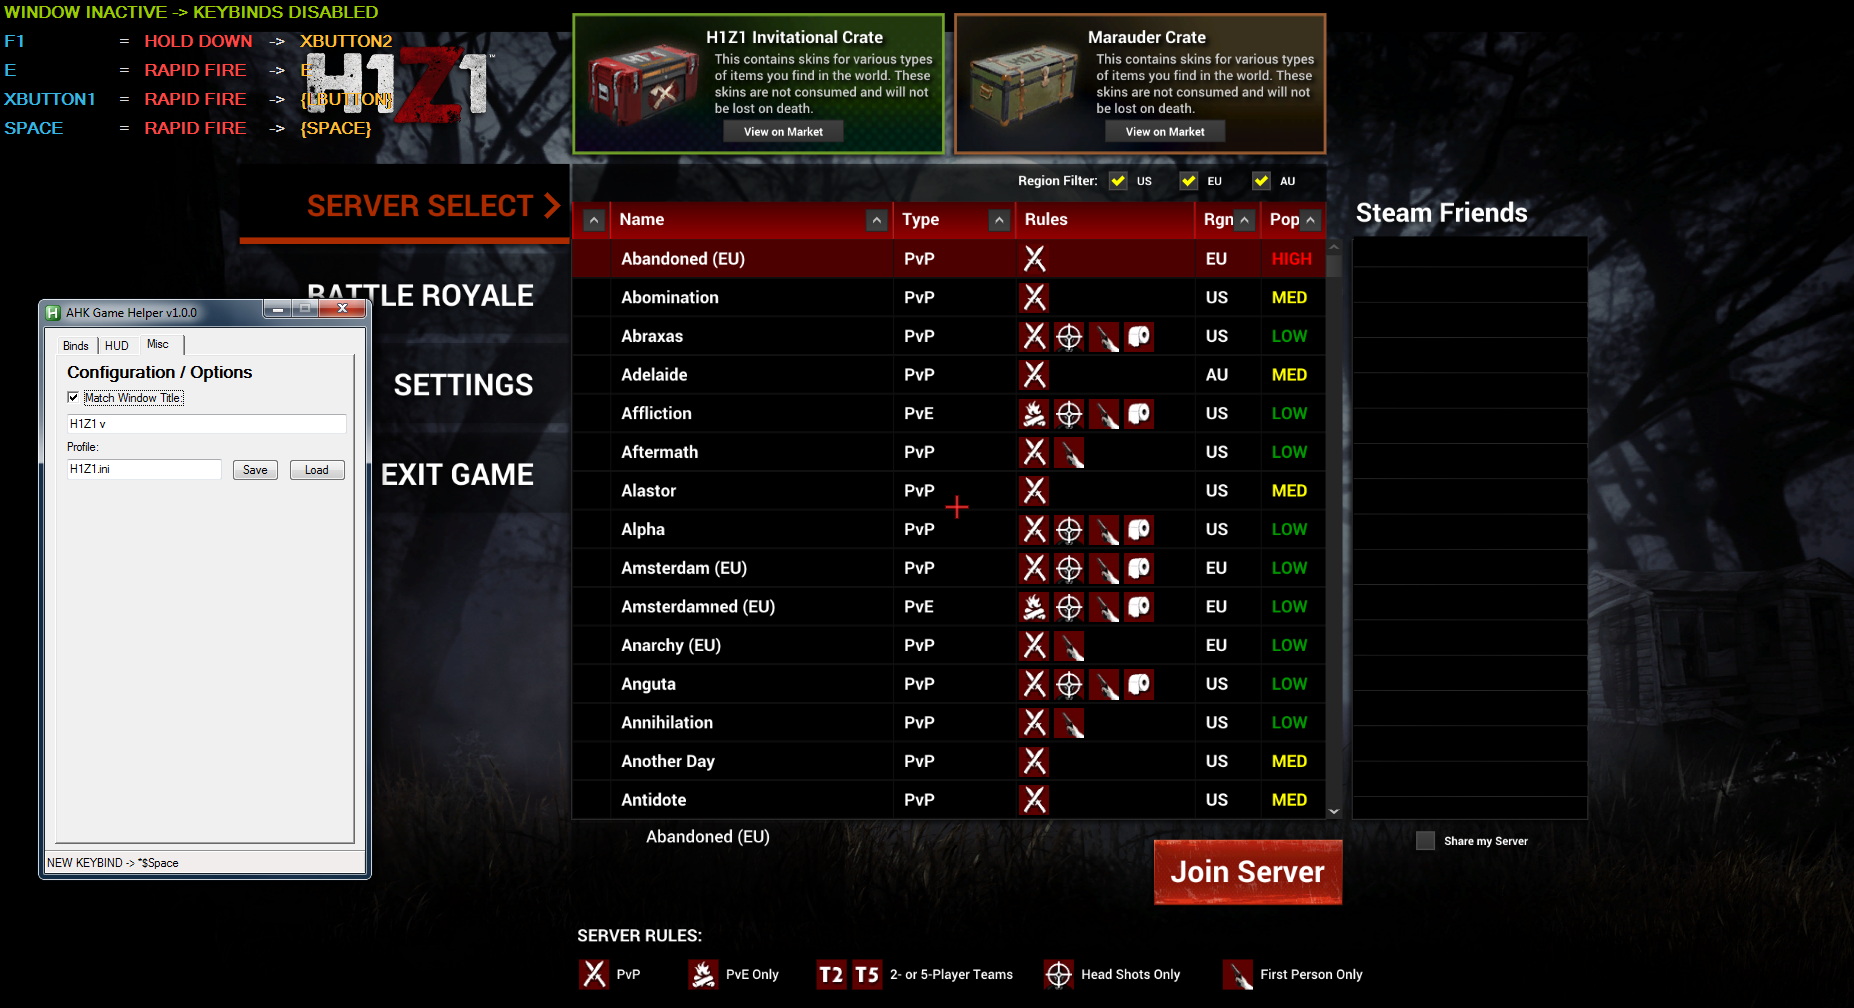 WINDOW INACTIVE -> KEYBINDS DISABLED
F1 = HOLD DOWN -> XBUTTON2
E = RAPID FIRE -> E
XBUTTON1 = RAPID FIRE -> {LBUTTON}
SPACE = RAPID FIRE -> {SPACE}
H1Z1™
H1Z1 Invitational Crate
This contains skins for various types
of items you find in the world. These
skins are not consumed and will not
be lost on death.
View on Market
Marauder Crate
This contains skins for various types
of items you find in the world. These
skins are not consumed and will not
be lost on death.
View on Market
SERVER SELECT
BATTLE ROYALE
SETTINGS
EXIT GAME
AHK Game Helper v1.0.0
Binds HUD Misc
Configuration / Options
Match Window Title:
H1Z1 v
Profile:
H1Z1.ini Save Load
NEW KEYBIND -> *$Space
Region Filter: US EU AU
Name Type Rules Rgn Pop
Abandoned (EU) PvP EU HIGH
Abomination PvP US MED
Abraxas PvP US LOW
Adelaide PvP AU MED
Affliction PvE US LOW
Aftermath PvP US LOW
Alastor PvP US MED
Alpha PvP US LOW
Amsterdam (EU) PvP EU LOW
Amsterdamned (EU) PvE EU LOW
Anarchy (EU) PvP EU LOW
Anguta PvP US LOW
Annihilation PvP US LOW
Another Day PvP US MED
Antidote PvP US MED
Abandoned (EU)
Join Server
Steam Friends
Share my Server
SERVER RULES:
PvP PvE Only T2 T5 2- or 5-Player Teams Head Shots Only First Person Only